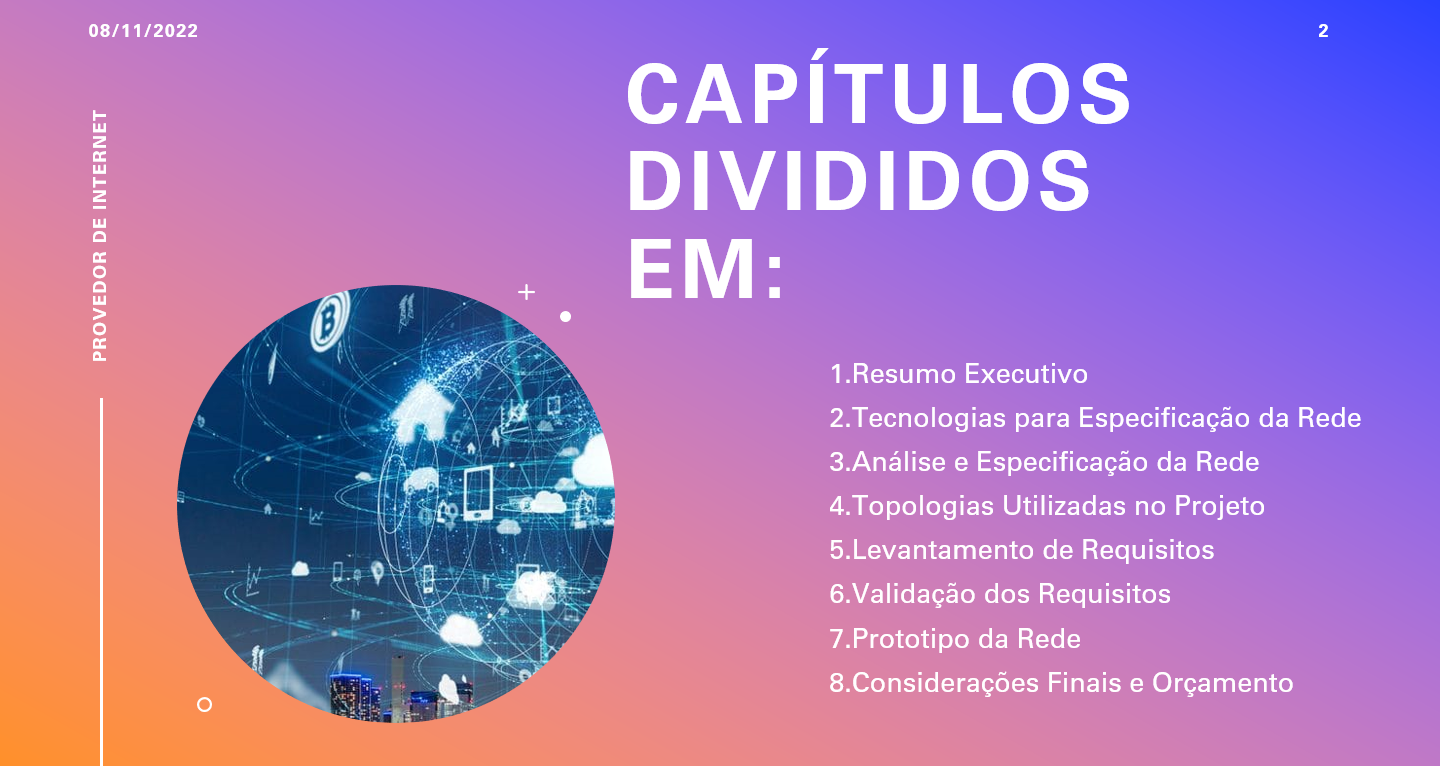 08/11/2022
2
PROVEDOR DE INTERNET
CAPÍTULOS
DIVIDIDOS
EM:
1.Resumo Executivo
2.Tecnologias para Especificação da Rede
3.Análise e Especificação da Rede
4.Topologias Utilizadas no Projeto
5.Levantamento de Requisitos
6.Validação dos Requisitos
7.Prototipo da Rede
8.Considerações Finais e Orçamento